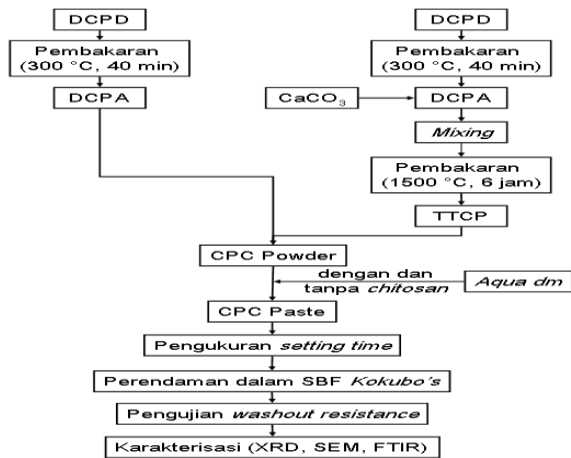 DCPD
DCPD
Pembakaran
(300 °C, 40 min)
Pembakaran
(300 °C, 40 min)
DCPA
CaCO₃
DCPA
Mixing
Pembakaran
(1500 °C, 6 jam)
TTCP
CPC Powder
dengan dan
tanpa chitosan
Aqua dm
CPC Paste
Pengukuran setting time
Perendaman dalam SBF Kokubo's
Pengujian washout resistance
Karakterisasi (XRD, SEM, FTIR)